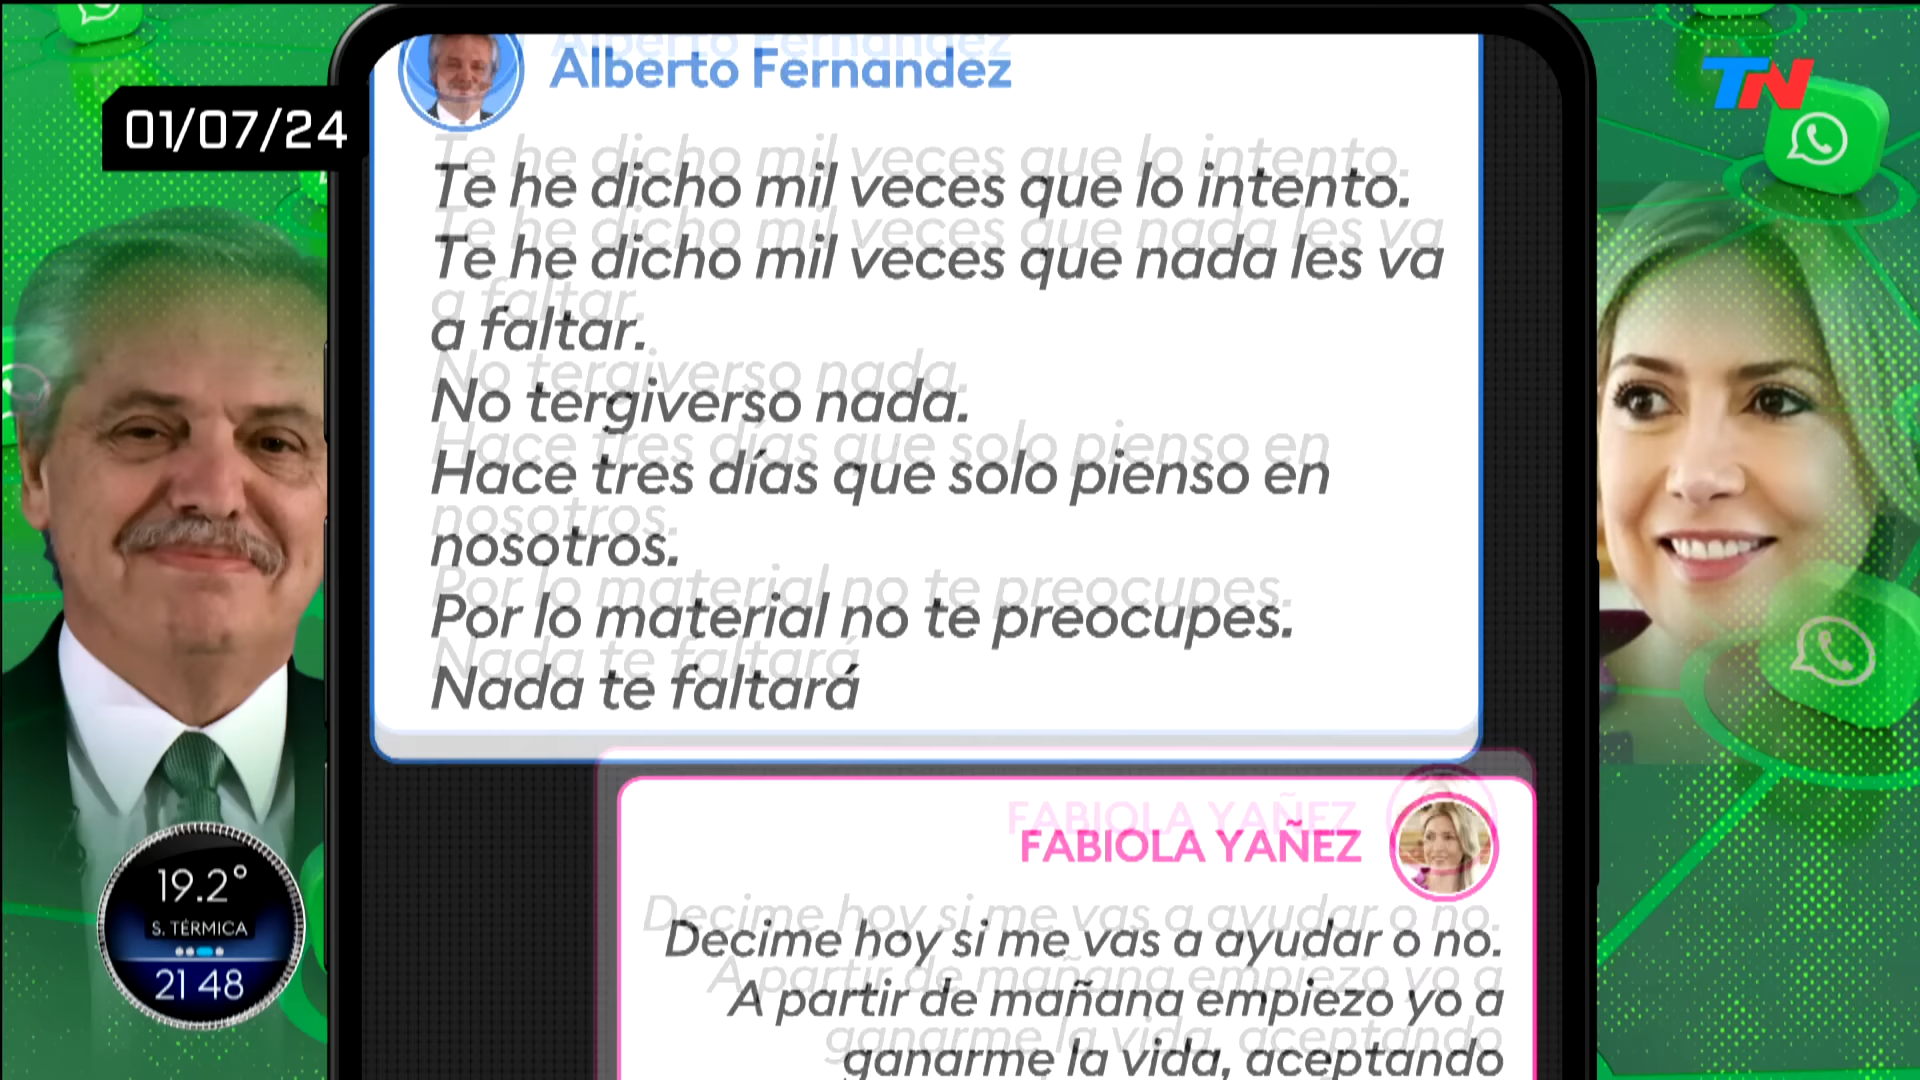 Alberto Fernandez
TN
01/07/24
Te he dicho mil veces que lo intento.
Te he dicho mil veces que nada les va
a faltar.
No tergiverso nada.
Hace tres días que solo pienso en
nosotros.
Por lo material no te preocupes.
Nada te faltará
FABIOLA YAÑEZ
Decime hoy si me vas a ayudar o no.
A partir de mañana empiezo yo a
ganarme la vida, aceptando
19.2°
S. TÉRMICA
21 48